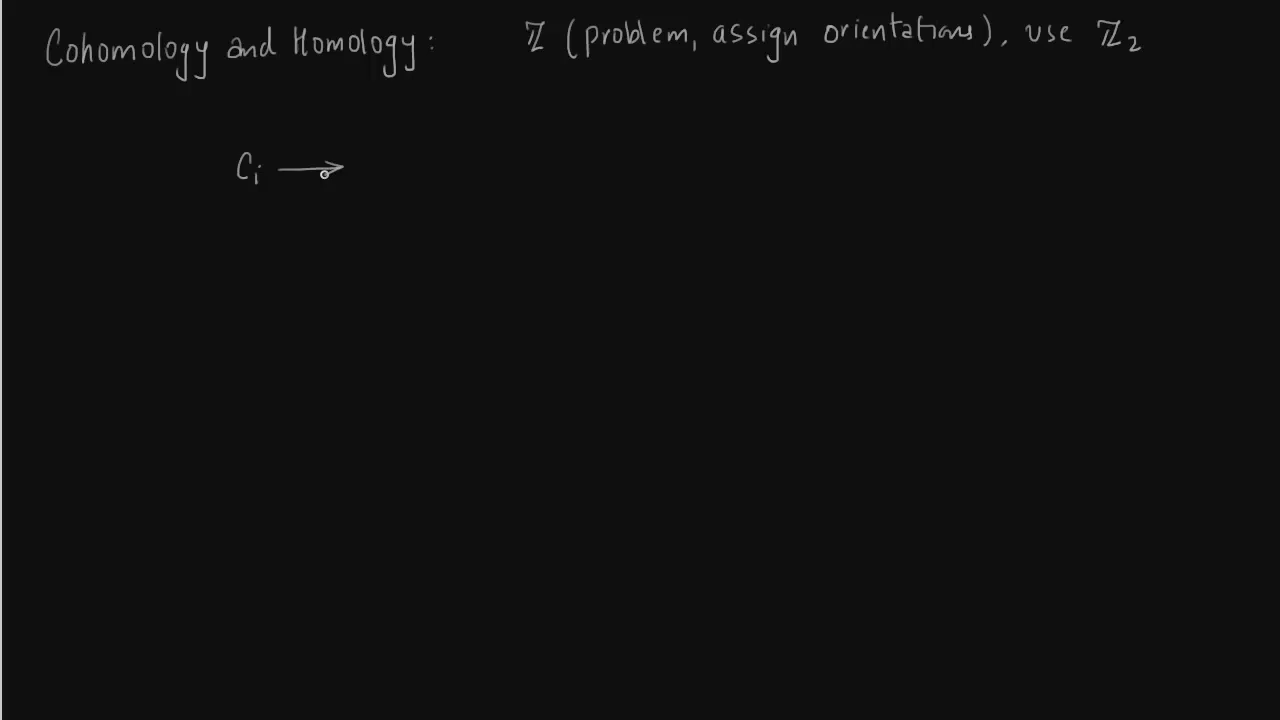 Cohomology and Homology: ℤ (problem, assign orientations), use ℤ₂
Cᵢ ⟶